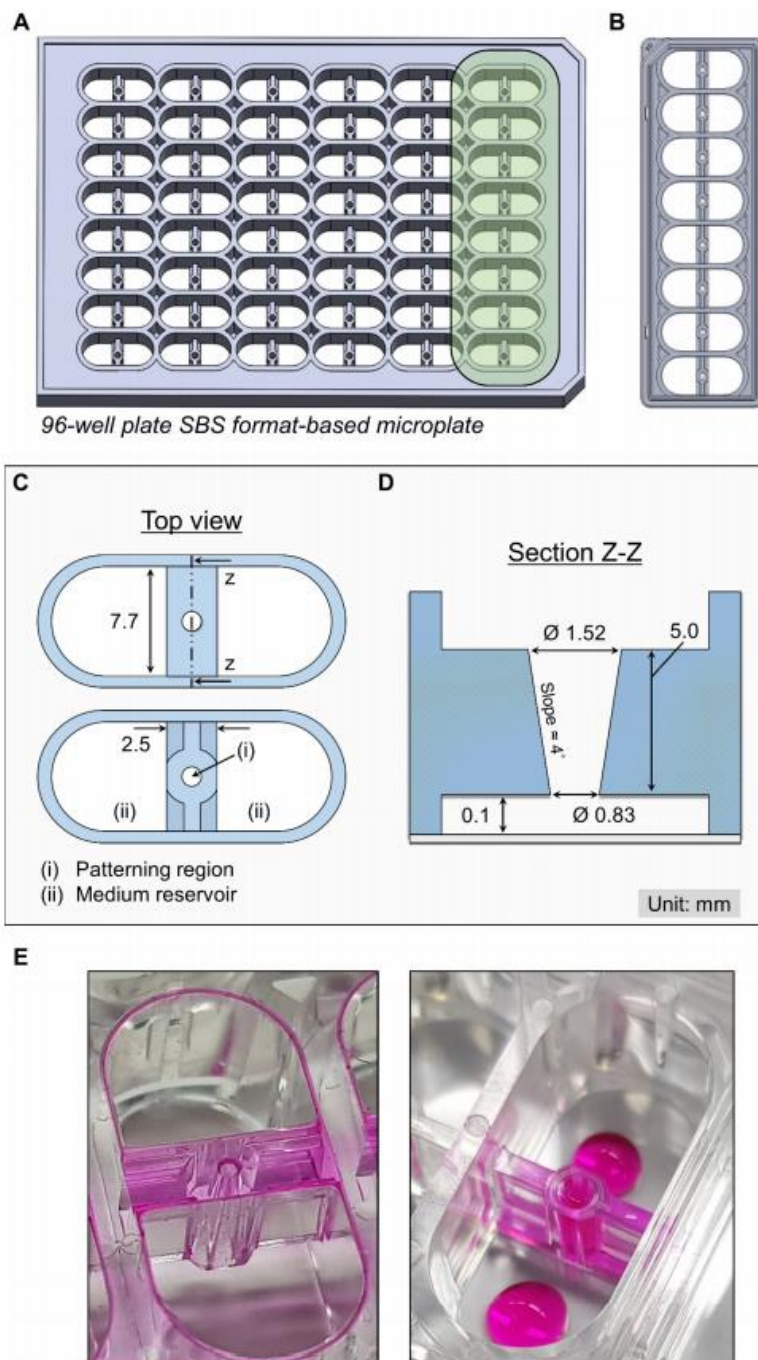 A
B
96-well plate SBS format-based microplate
C
D
Top view
Section Z-Z
z
7.7
z
Ø 1.52
5.0
Slope = 4°
2.5
(i)
(ii)
(ii)
0.1
Ø 0.83
(i) Patterning region
(ii) Medium reservoir
Unit: mm
E